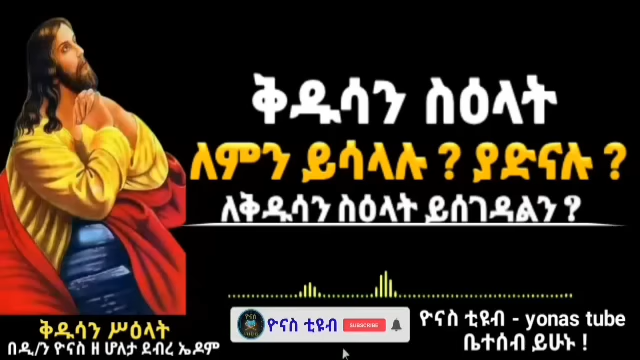 ቅዱሳን ስዕላት
ለምን ይሳላሉ ? ያድናሉ ?
ለቅዱሳን ስዕላት ይሰገዳልን ?
ቅዱሳን ሥዕላት
በዲ/ን ዮናስ ዘ ሆለታ ደብረ ኤዶም
ዮናስ ቲዩብ
SUBSCRIBE
ዮናስ ቲዩብ - yonas tube
ቤተሰብ ይሁኑ !